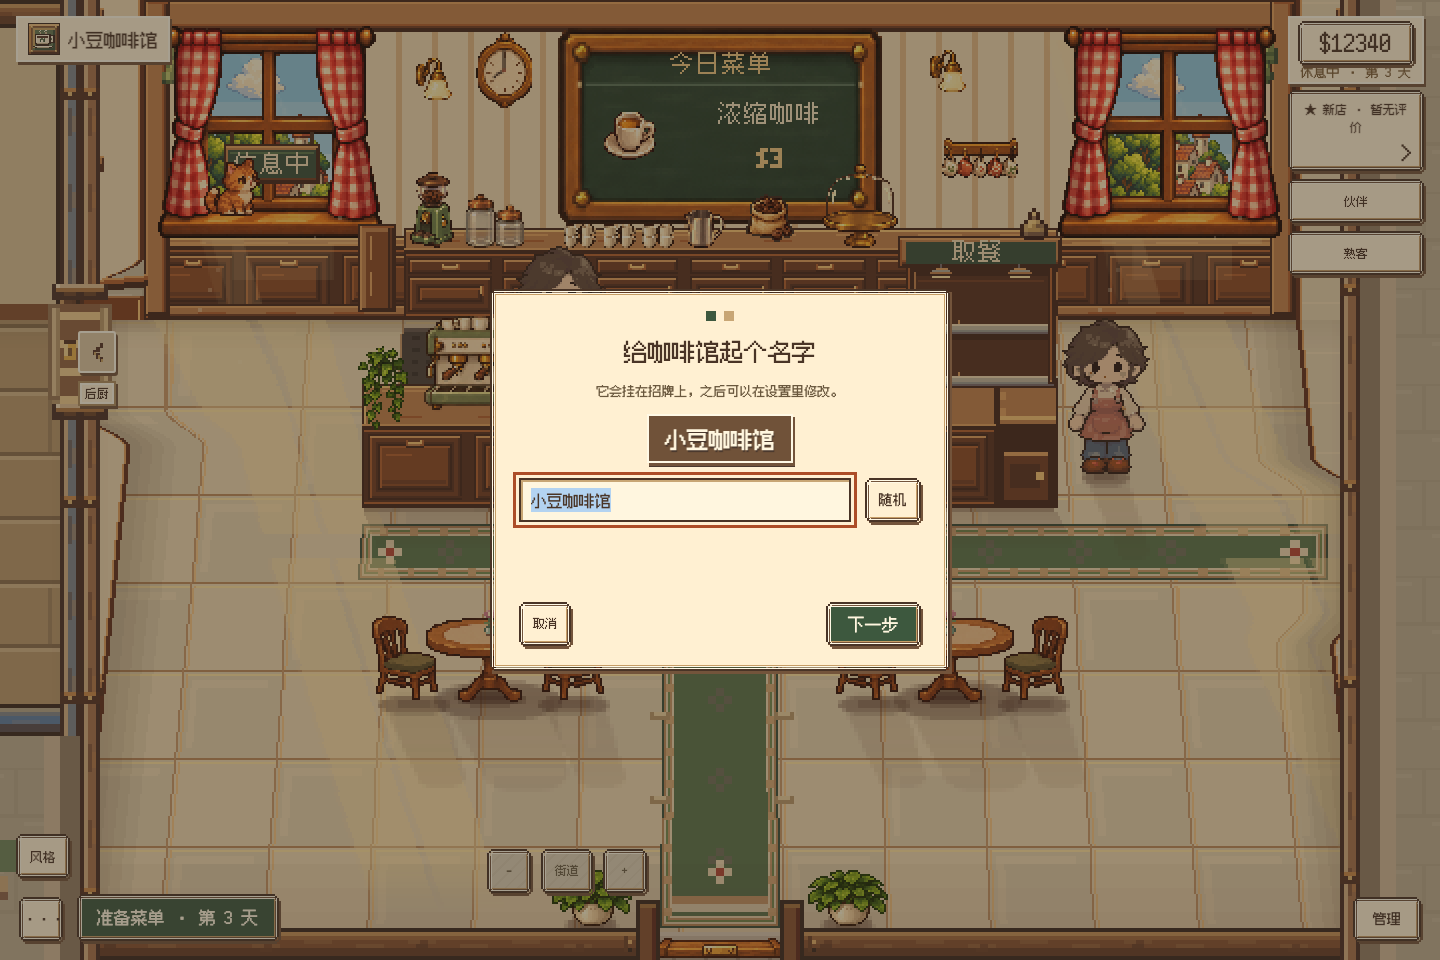 小豆咖啡馆
$12340
休息中 · 第 3 天
★ 新店 · 暂无评
价
伙伴
熟客
今日菜单
浓缩咖啡
$3
休息中
取餐
后厨
给咖啡馆起个名字
它会挂在招牌上，之后可以在设置里修改。
小豆咖啡馆
小豆咖啡馆
随机
取消
下一步
风格
- 街道 +
···
准备菜单 · 第 3 天
管理